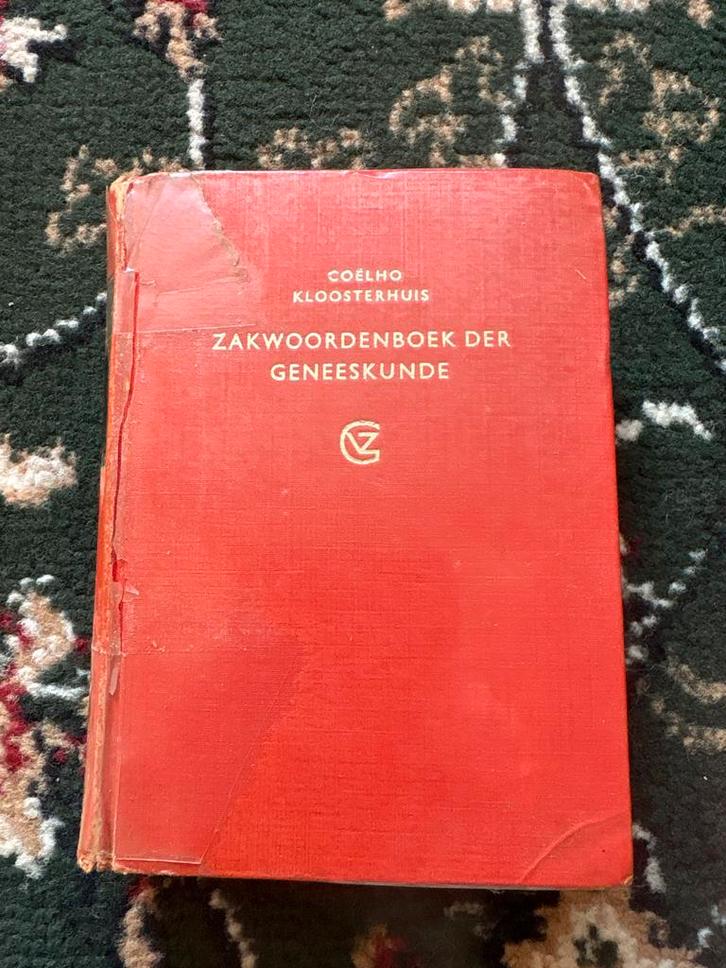 COËLHO
KLOOSTERHUIS
ZAKWOORDENBOEK DER
GENEESKUNDE